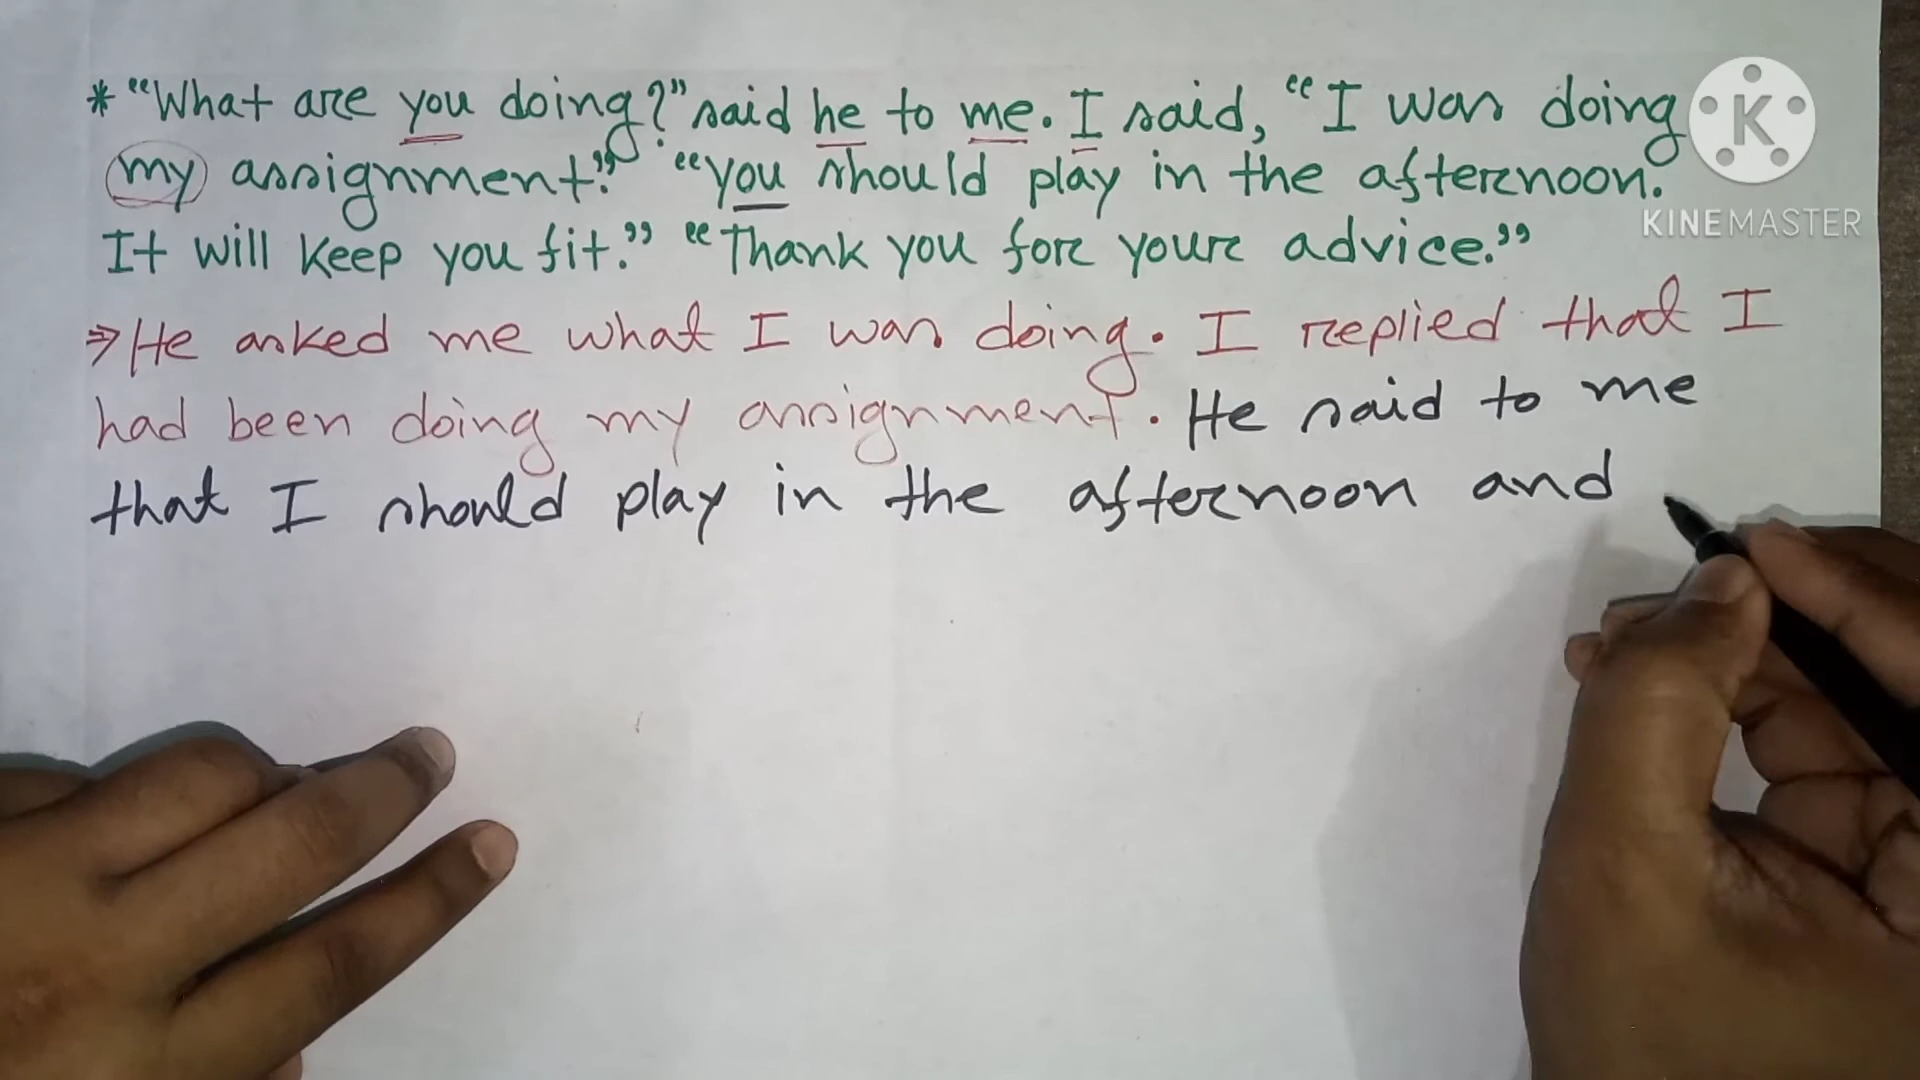 * "What are you doing?" said he to me. I said, "I was doing
my assignment." "You should play in the afternoon.
It will keep you fit." "Thank you for your advice."
⇒ He asked me what I was doing. I replied that I
had been doing my assignment. He said to me
that I should play in the afternoon and
K
KINEMASTER